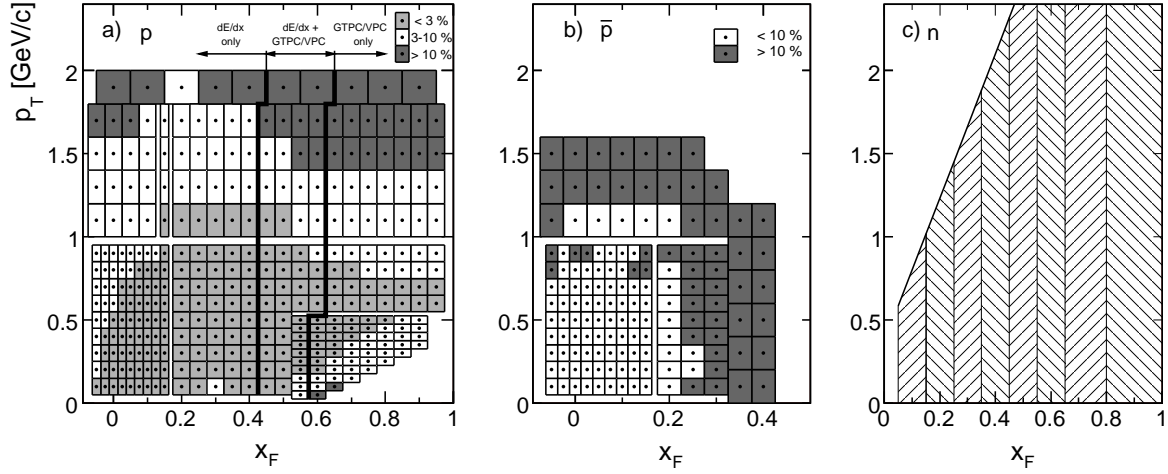 a) p
dE/dx
only
dE/dx +
GTPC/VPC
GTPC/VPC
only
< 3 %
3-10 %
> 10 %
p_T [GeV/c]
2
1.5
1
0.5
0
0 0.2 0.4 0.6 0.8 1
x_F
b) p̅
< 10 %
> 10 %
2
1.5
1
0.5
0
0 0.2 0.4
x_F
c) n
2
1.5
1
0.5
0
0 0.2 0.4 0.6 0.8 1
x_F